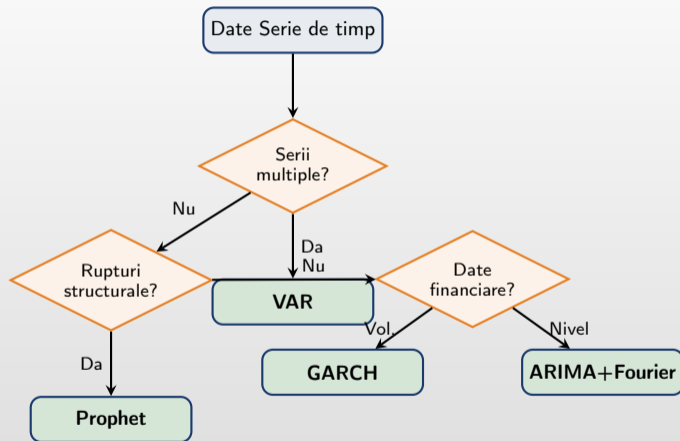 Date Serie de timp
Serii
multiple?
Nu
Da
Nu
Rupturi
structurale?
Date
financiare?
VAR
Vol.
Nivel
Da
GARCH
ARIMA+Fourier
Prophet